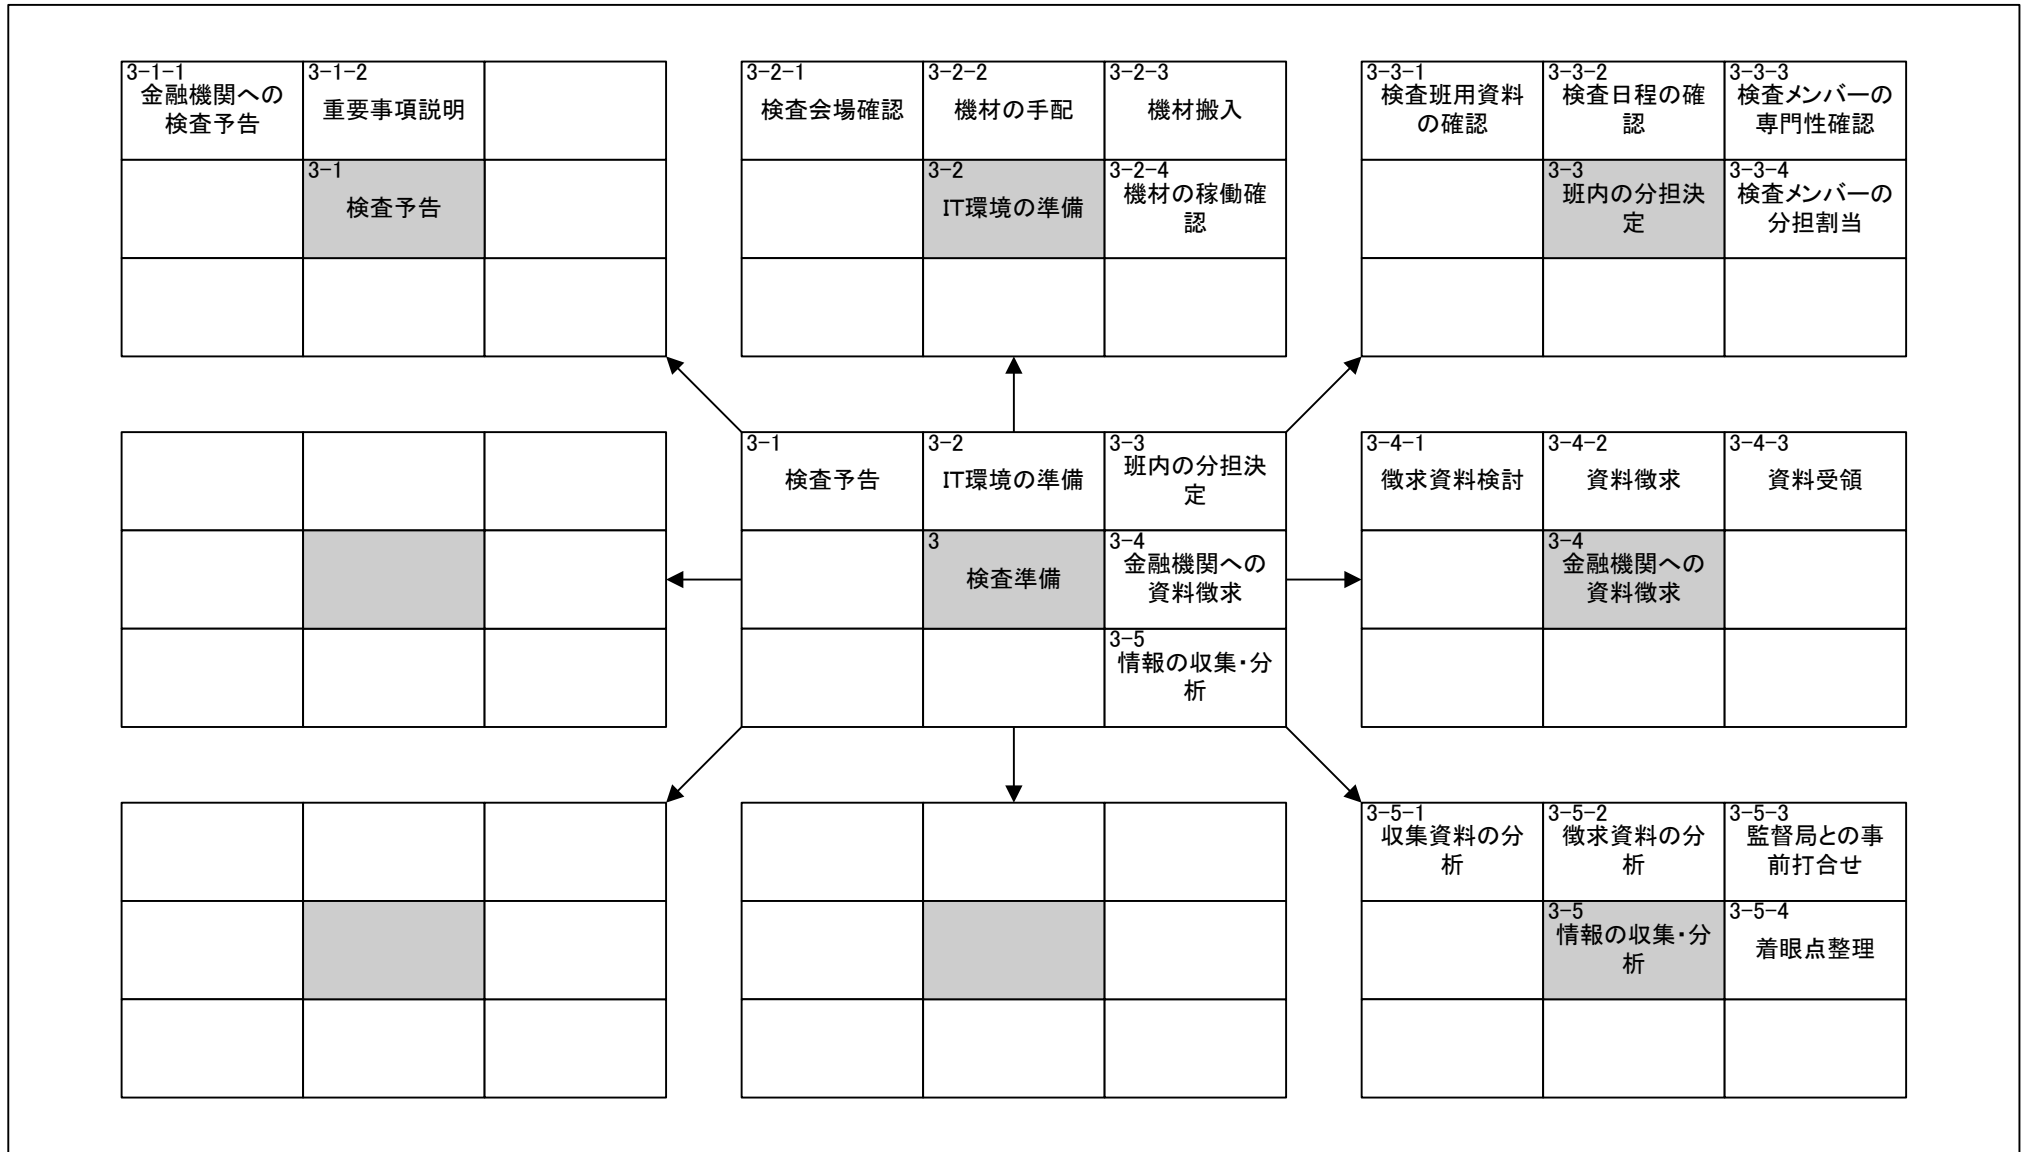 3-1-1
金融機関への
検査予告
3-1-2
重要事項説明
3-1
検査予告
3-2-1
検査会場確認
3-2-2
機材の手配
3-2-3
機材搬入
3-2
IT環境の準備
3-2-4
機材の稼働確
認
3-3-1
検査班用資料
の確認
3-3-2
検査日程の確
認
3-3-3
検査メンバーの
専門性確認
3-3
班内の分担決
定
3-3-4
検査メンバーの
分担割当
3-1
検査予告
3-2
IT環境の準備
3-3
班内の分担決
定
3
検査準備
3-4
金融機関への
資料徴求
3-5
情報の収集・分
析
3-4-1
徴求資料検討
3-4-2
資料徴求
3-4-3
資料受領
3-4
金融機関への
資料徴求
3-5-1
収集資料の分
析
3-5-2
徴求資料の分
析
3-5-3
監督局との事
前打合せ
3-5
情報の収集・分
析
3-5-4
着眼点整理